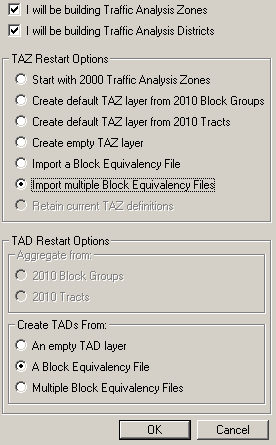 I will be building Traffic Analysis Zones
I will be building Traffic Analysis Districts
TAZ Restart Options
Start with 2000 Traffic Analysis Zones
Create default TAZ layer from 2010 Block Groups
Create default TAZ layer from 2010 Tracts
Create empty TAZ layer
Import a Block Equivalency File
Import multiple Block Equivalency Files
Retain current TAZ definitions
TAD Restart Options
Aggregate from:
2010 Block Groups
2010 Tracts
Create TADs From:
An empty TAD layer
A Block Equivalency File
Multiple Block Equivalency Files
OK
Cancel